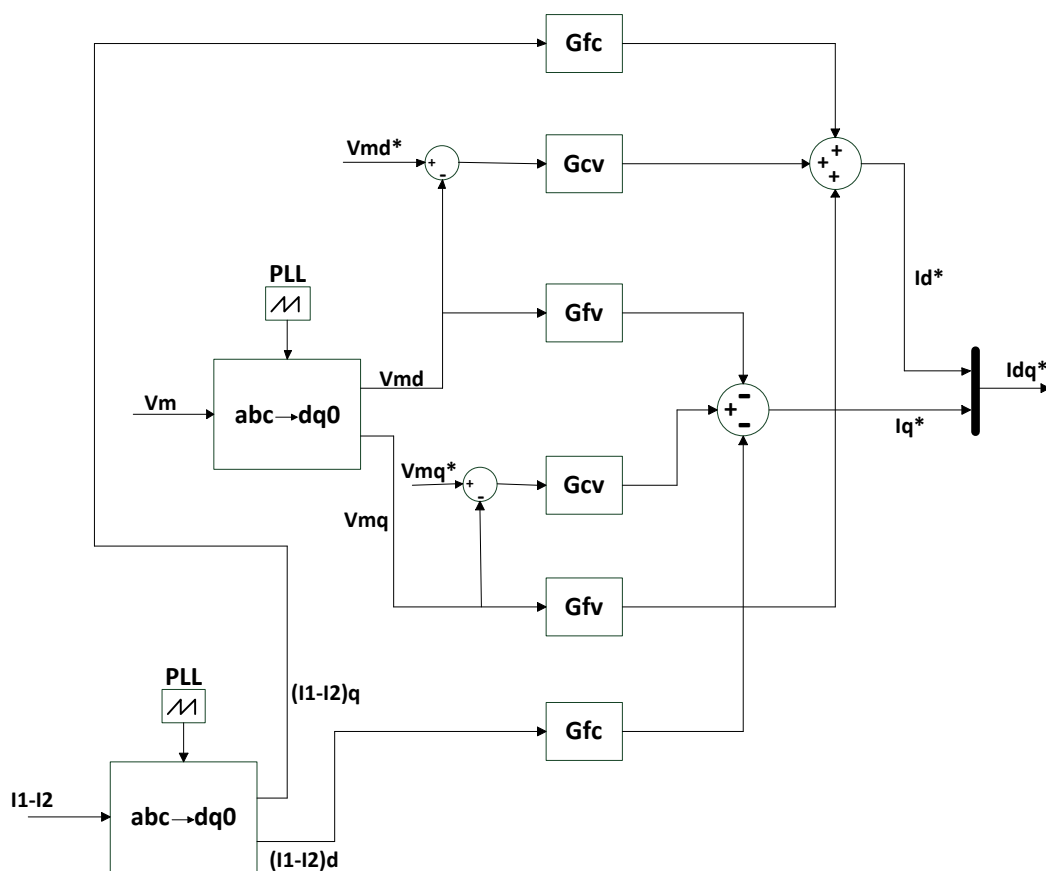 Gfc
Vmd*
+
-
Gcv
+
+
+
PLL
Gfv
Id*
Vmd
Vm
abc→dq0
-
+
-
Idq*
Iq*
Vmq*
+
-
Gcv
Vmq
Gfv
PLL
(I1-I2)q
Gfc
I1-I2
abc→dq0
(I1-I2)d